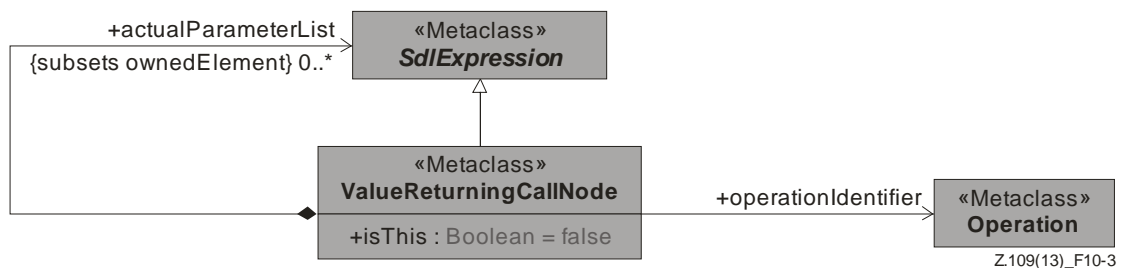 +actualParameterList
{subsets ownedElement} 0..*
«Metaclass»
SdlExpression
«Metaclass»
ValueReturningCallNode
+isThis : Boolean = false
+operationIdentifier
«Metaclass»
Operation
Z.109(13)_F10-3